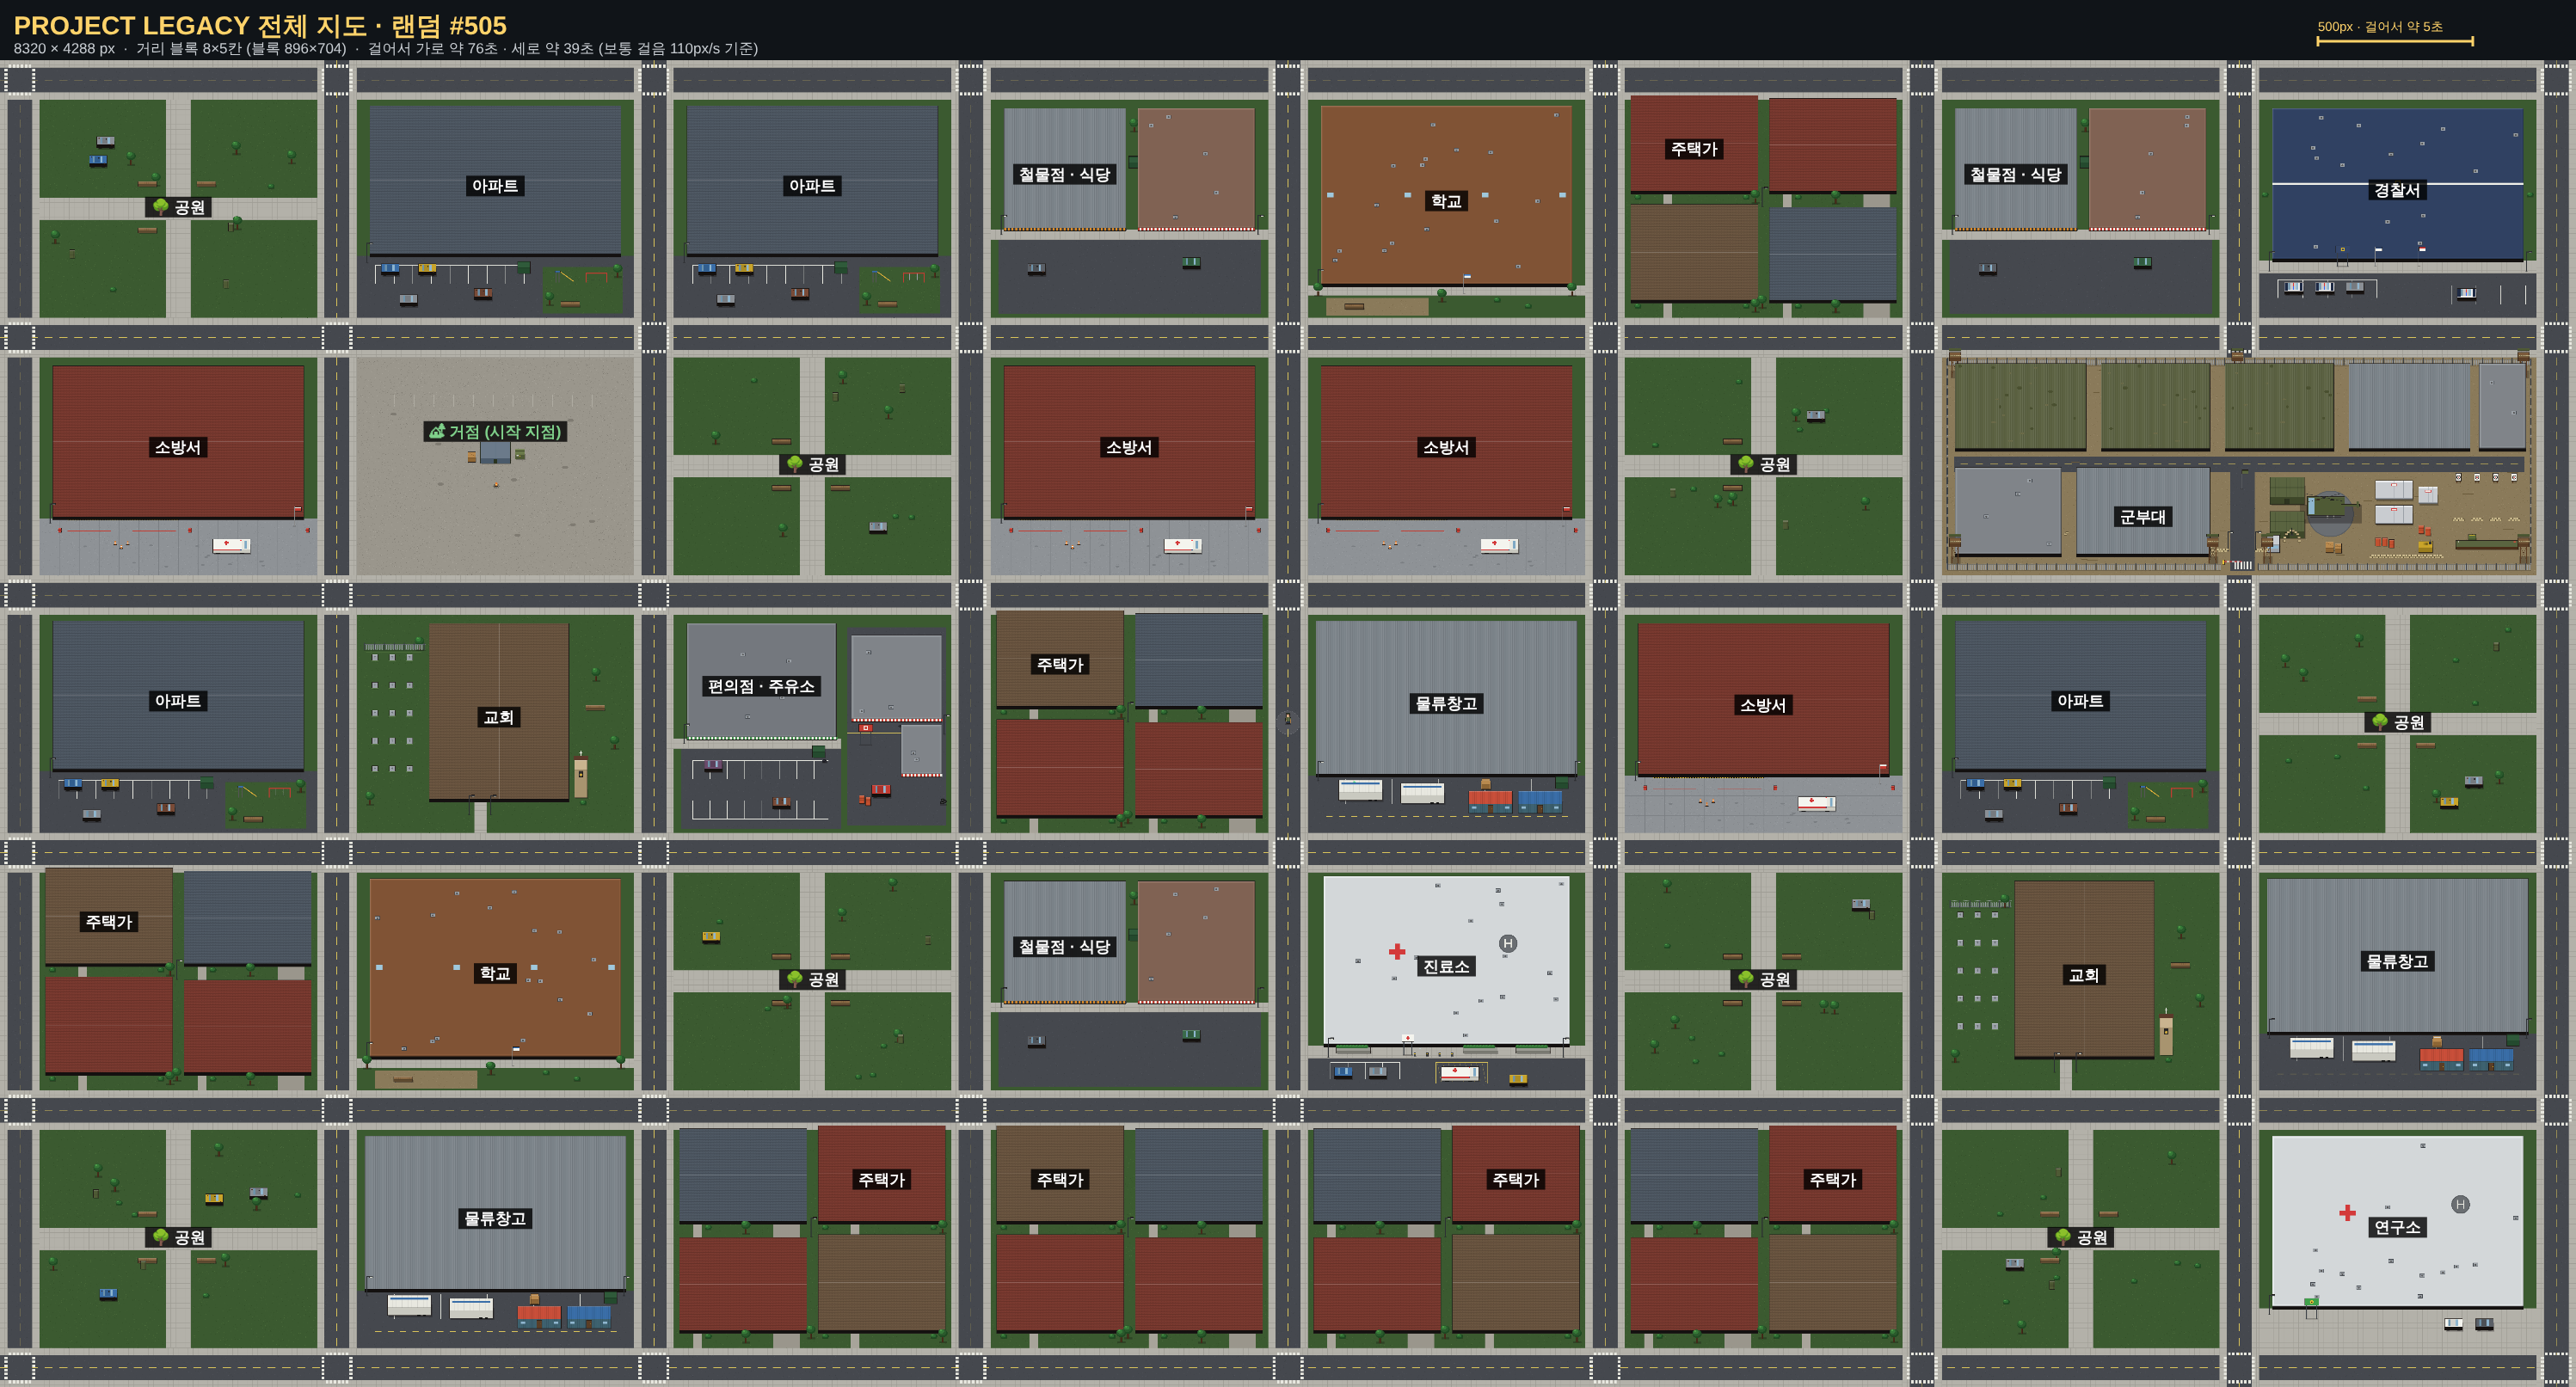 PROJECT LEGACY 전체 지도 · 랜덤 #505
8320 × 4288 px · 거리 블록 8×5칸 (블록 896×704) · 걸어서 가로 약 76초 · 세로 약 39초 (보통 걸음 110px/s 기준)
500px · 걸어서 약 5초
공원
아파트
아파트
철물점 · 식당
학교
주택가
철물점 · 식당
경찰서
소방서
거점 (시작 지점)
공원
소방서
소방서
공원
군부대
아파트
교회
편의점 · 주유소
주택가
물류창고
소방서
아파트
공원
주택가
학교
공원
철물점 · 식당
진료소
H
공원
교회
물류창고
공원
물류창고
주택가
주택가
주택가
주택가
공원
연구소
H